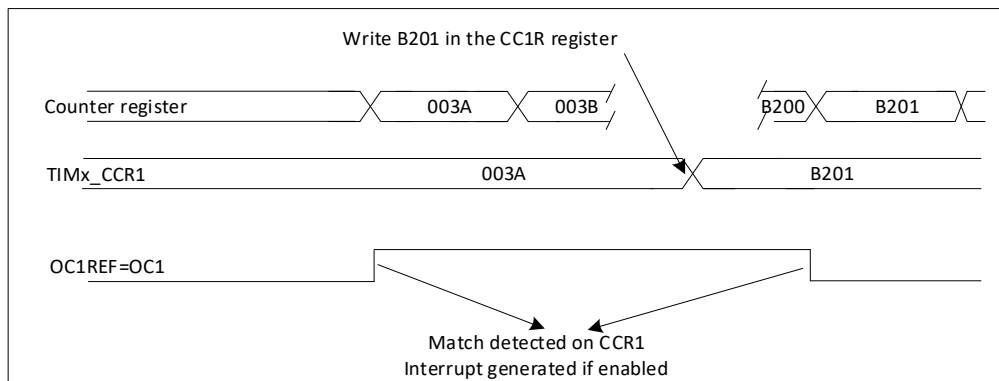 Write B201 in the CC1R register
Counter register 003A 003B B200 B201
TIMx_CCR1 003A B201
OC1REF=OC1
Match detected on CCR1
Interrupt generated if enabled